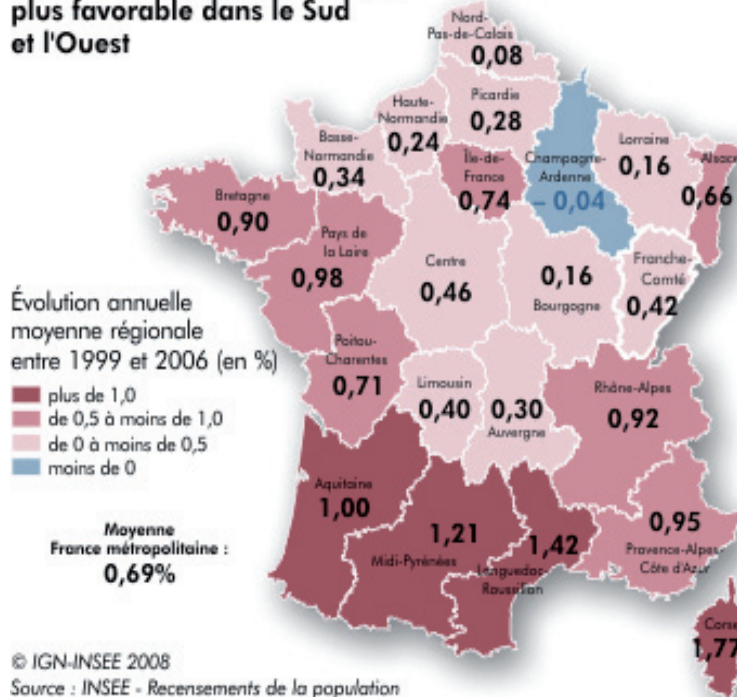 plus favorable dans le Sud
et l'Ouest
Nord-
Pas-de-Calais
0,08
Picardie
0,28
Haute-
Normandie
0,24
Basse-
Normandie
0,34
Île-de-
France
0,74
Champagne-
Ardenne
– 0,04
Lorraine
0,16
Alsace
0,66
Bretagne
0,90
Pays de
la Loire
0,98
Centre
0,46
0,16
Bourgogne
Franche-
Comté
0,42
Évolution annuelle
moyenne régionale
entre 1999 et 2006 (en %)
plus de 1,0
de 0,5 à moins de 1,0
de 0 à moins de 0,5
moins de 0
Poitou-
Charentes
0,71
Limousin
0,40
0,30
Auvergne
Rhône-Alpes
0,92
Aquitaine
1,00
1,21
Midi-Pyrénées
1,42
Languedoc-
Roussillon
0,95
Provence-Alpes-
Côte d'Azur
Corse
1,77
Moyenne
France métropolitaine :
0,69%
© IGN-INSEE 2008
Source : INSEE - Recensements de la population